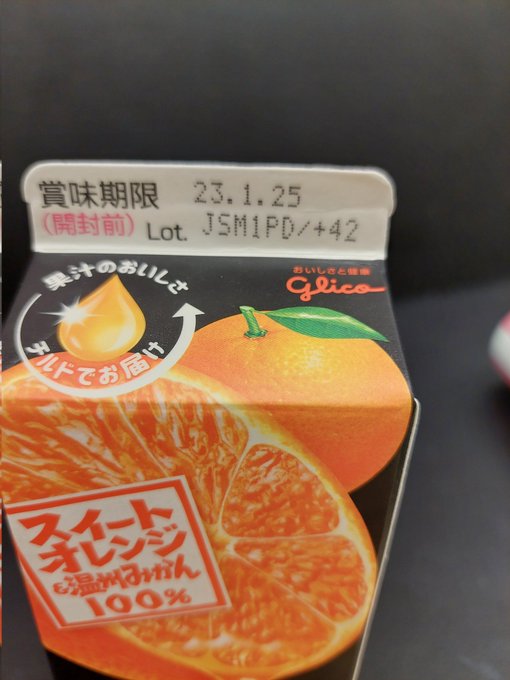 賞味期限 23.1.25
(開封前) Lot. JSM1PD/+42
果汁のおいしさ
チルドでお届け
おいしさと健康
glico
スイート
オレンジ
&温州みかん
100%